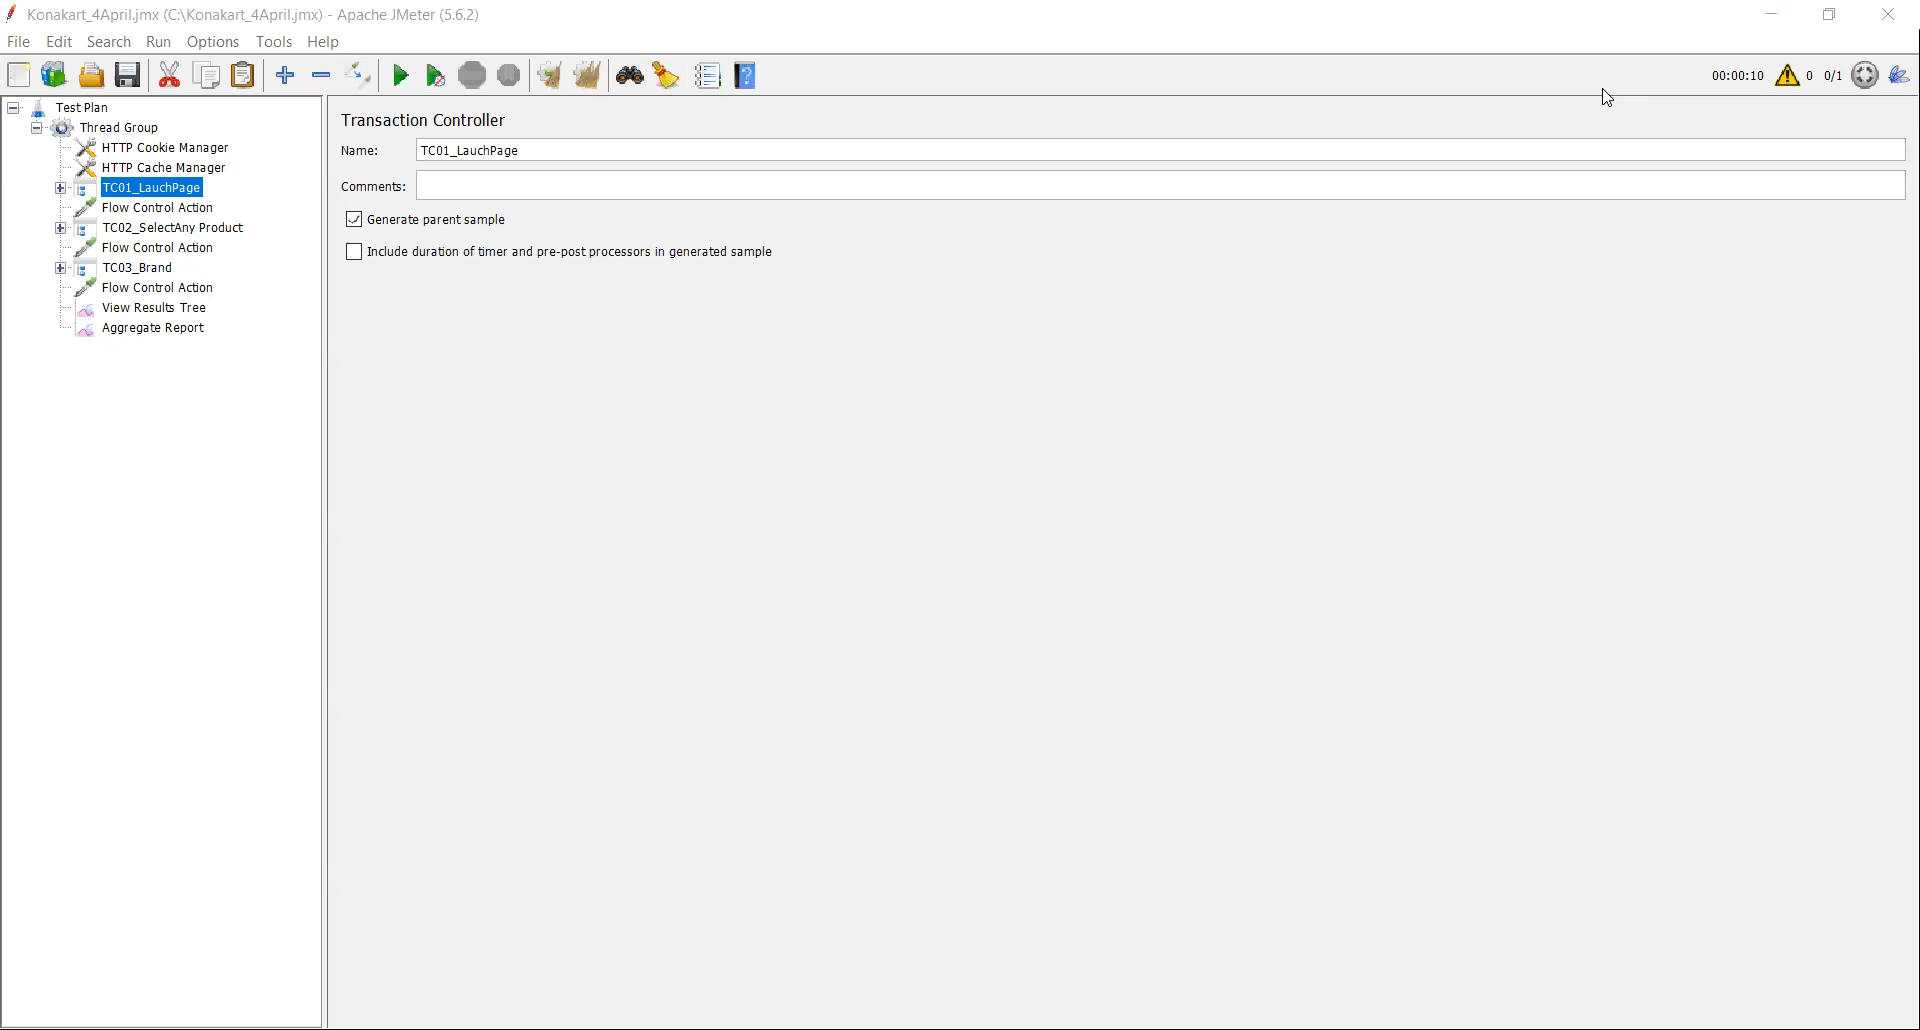 Konakart_4April.jmx (C:\Konakart_4April.jmx) - Apache JMeter (5.6.2)
File Edit Search Run Options Tools Help
00:00:10 0 0/1
Test Plan
Thread Group
HTTP Cookie Manager
HTTP Cache Manager
TC01_LauchPage
Flow Control Action
TC02_SelectAny Product
Flow Control Action
TC03_Brand
Flow Control Action
View Results Tree
Aggregate Report
Transaction Controller
Name: TC01_LauchPage
Comments:
Generate parent sample
Include duration of timer and pre-post processors in generated sample